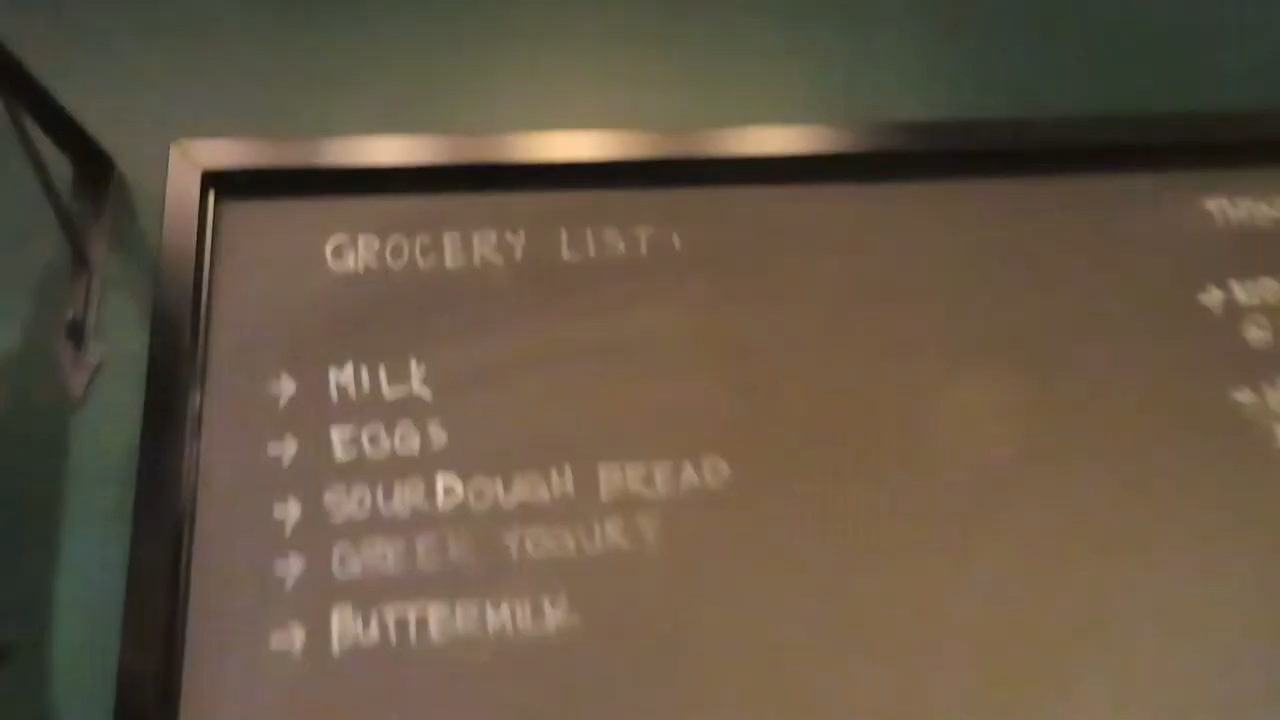 GROCERY LIST:
→ MILK
→ EGGS
→ SOURDOUGH BREAD
→ GREEK YOGURT
→ BUTTERMILK